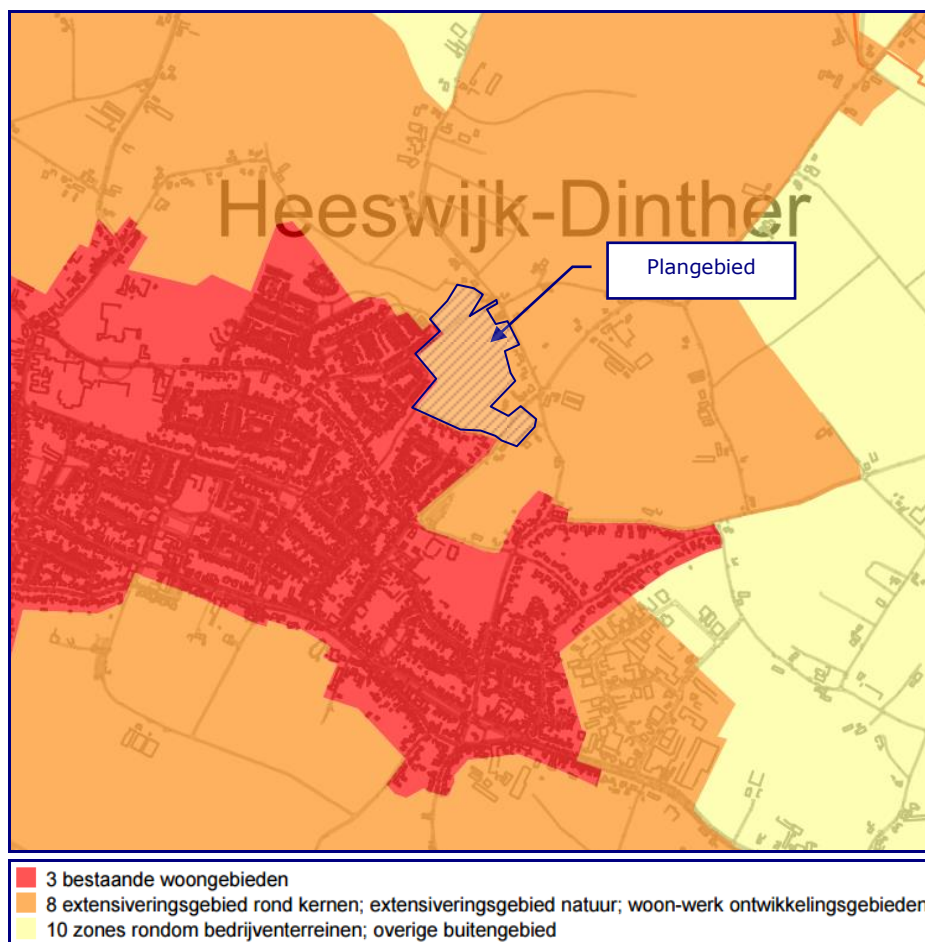 Heeswijk-Dinther
Plangebied
3 bestaande woongebieden
8 extensiveringsgebied rond kernen; extensiveringsgebied natuur; woon-werk ontwikkelingsgebieden
10 zones rondom bedrijventerreinen; overige buitengebied